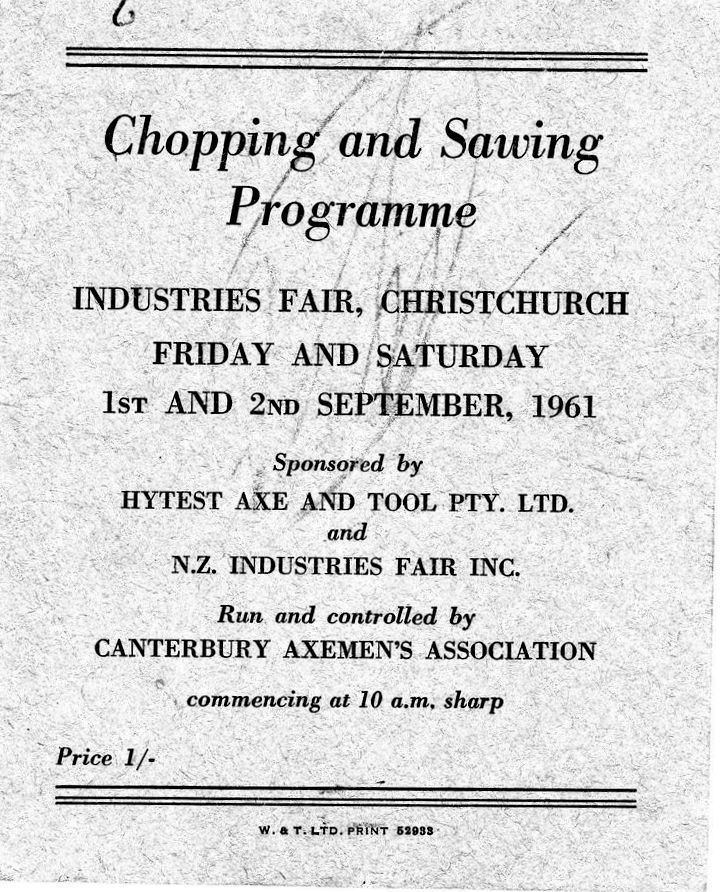 Chopping and Sawing
Programme
INDUSTRIES FAIR, CHRISTCHURCH
FRIDAY AND SATURDAY
1ST AND 2ND SEPTEMBER, 1961
Sponsored by
HYTEST AXE AND TOOL PTY. LTD.
and
N.Z. INDUSTRIES FAIR INC.
Run and controlled by
CANTERBURY AXEMEN'S ASSOCIATION
commencing at 10 a.m. sharp
Price 1/-
W. & T. LTD. PRINT 52933